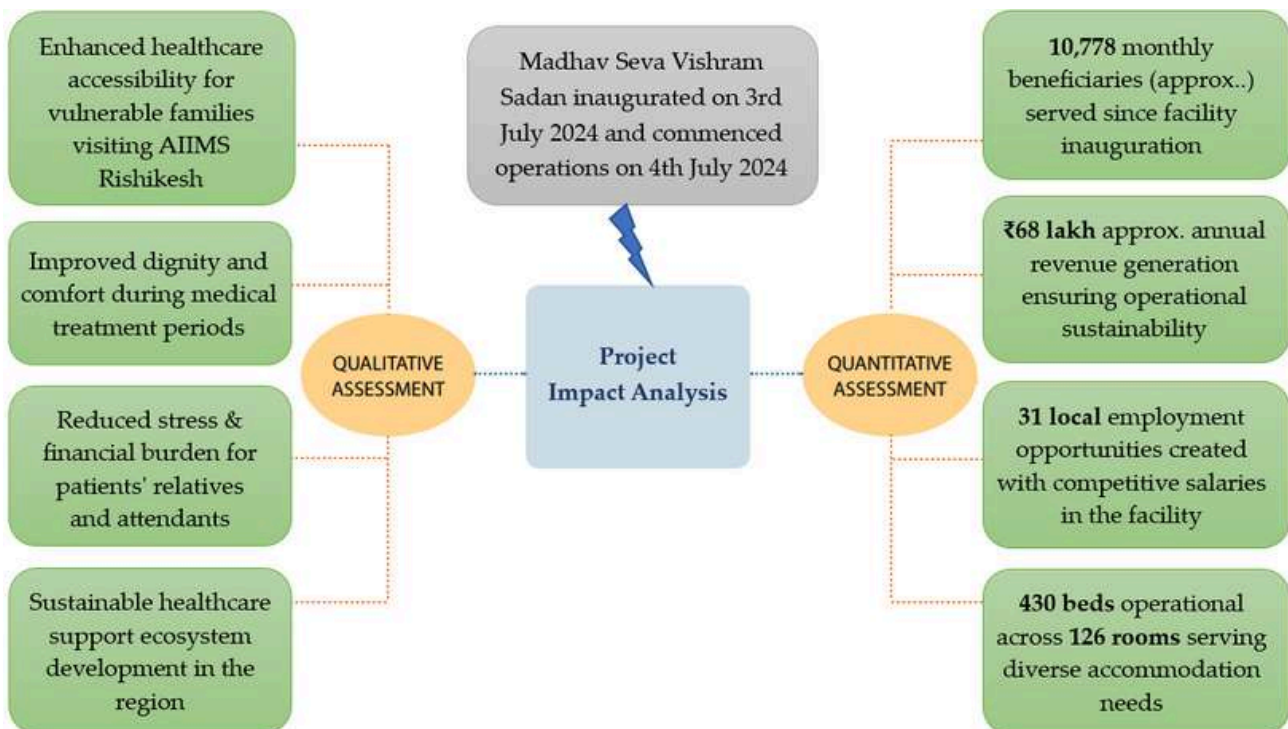 Enhanced healthcare
accessibility for
vulnerable families
visiting AIIMS
Rishikesh
Improved dignity and
comfort during medical
treatment periods
Reduced stress &
financial burden for
patients' relatives
and attendants
Sustainable healthcare
support ecosystem
development in the
region
QUALITATIVE
ASSESSMENT
Madhav Seva Vishram
Sadan inaugurated on 3rd
July 2024 and commenced
operations on 4th July 2024
Project
Impact Analysis
QUANTITATIVE
ASSESSMENT
10,778 monthly
beneficiaries (approx..)
served since facility
inauguration
₹68 lakh approx. annual
revenue generation
ensuring operational
sustainability
31 local employment
opportunities created
with competitive salaries
in the facility
430 beds operational
across 126 rooms serving
diverse accommodation
needs